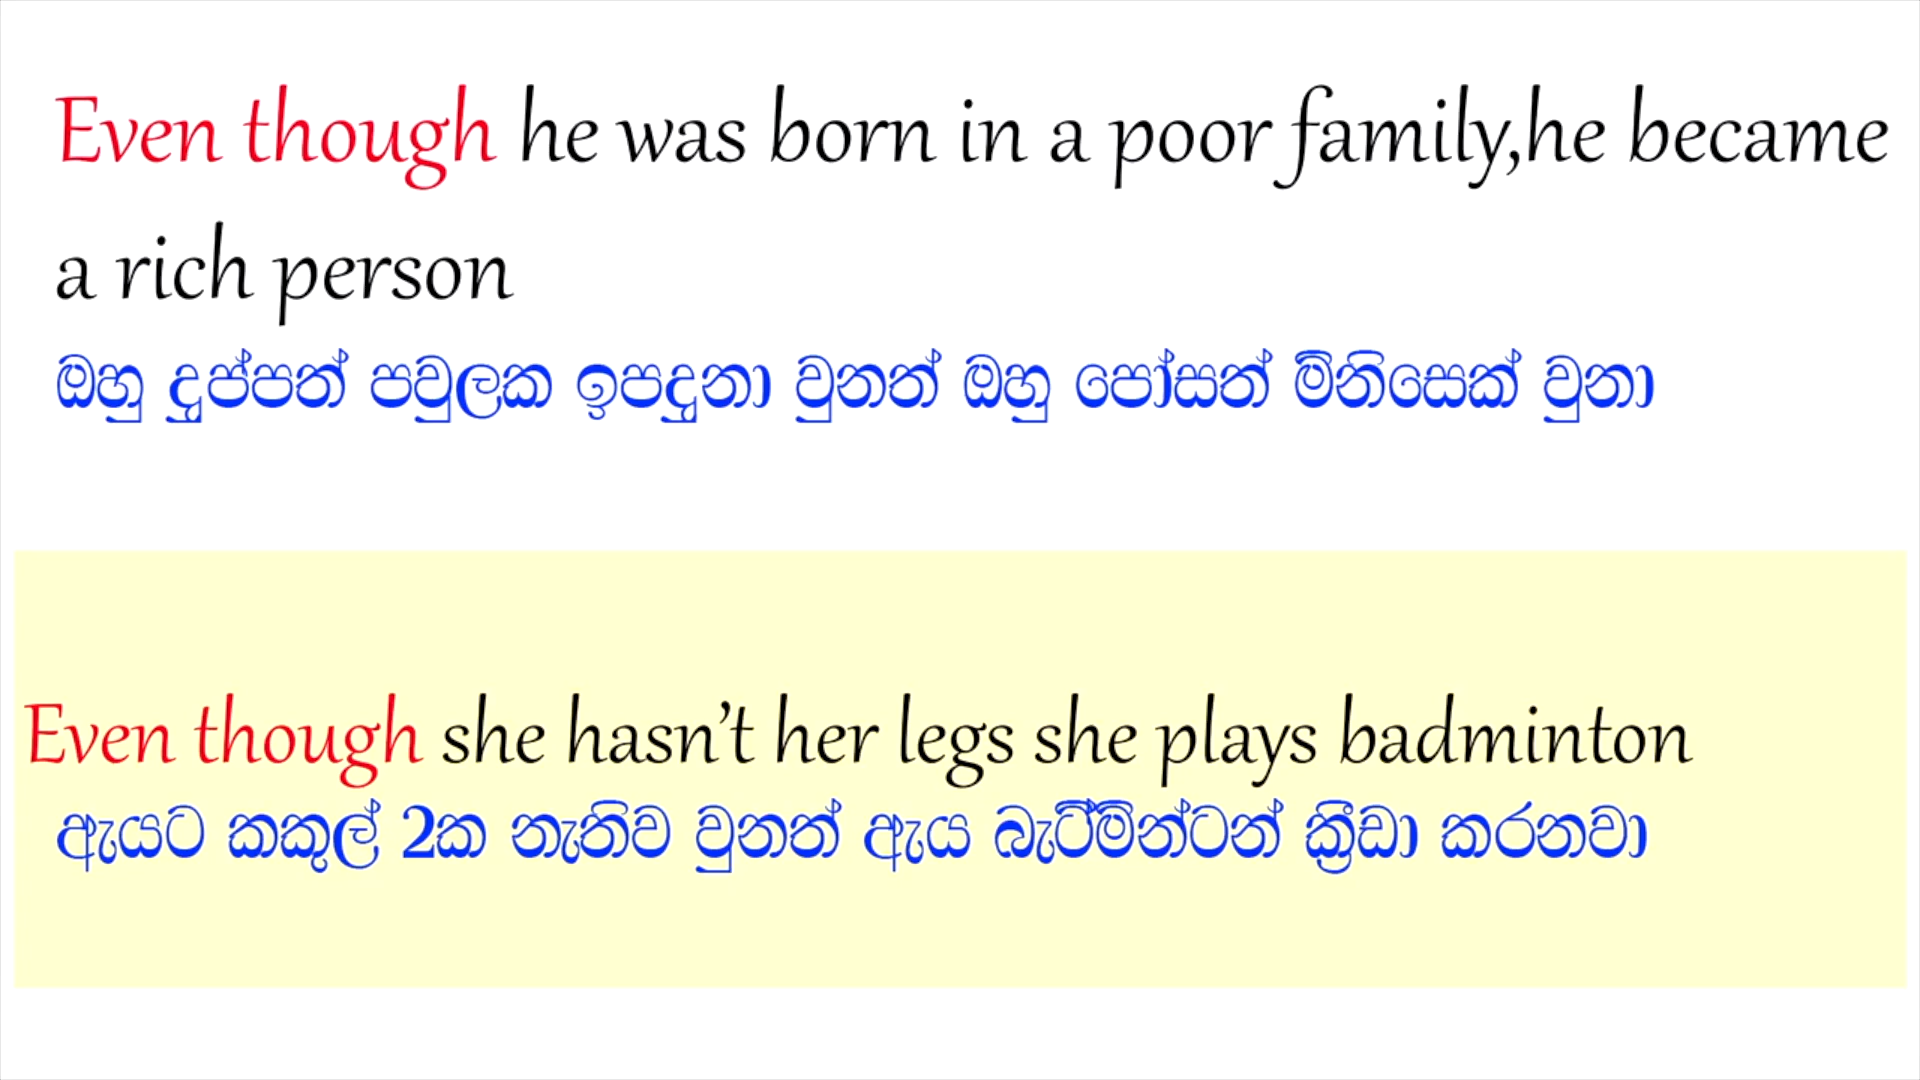 Even though he was born in a poor family,he became
a rich person
ඔහු දුප්පත් පවුලක ඉපදුනා වුනත් ඔහු පෝසත් මිනිසෙක් වුනා
Even though she hasn’t her legs she plays badminton
ඇයට කකුල් 2ක නැතිව වුනත් ඇය බැට්මින්ටන් ක්‍රීඩා කරනවා